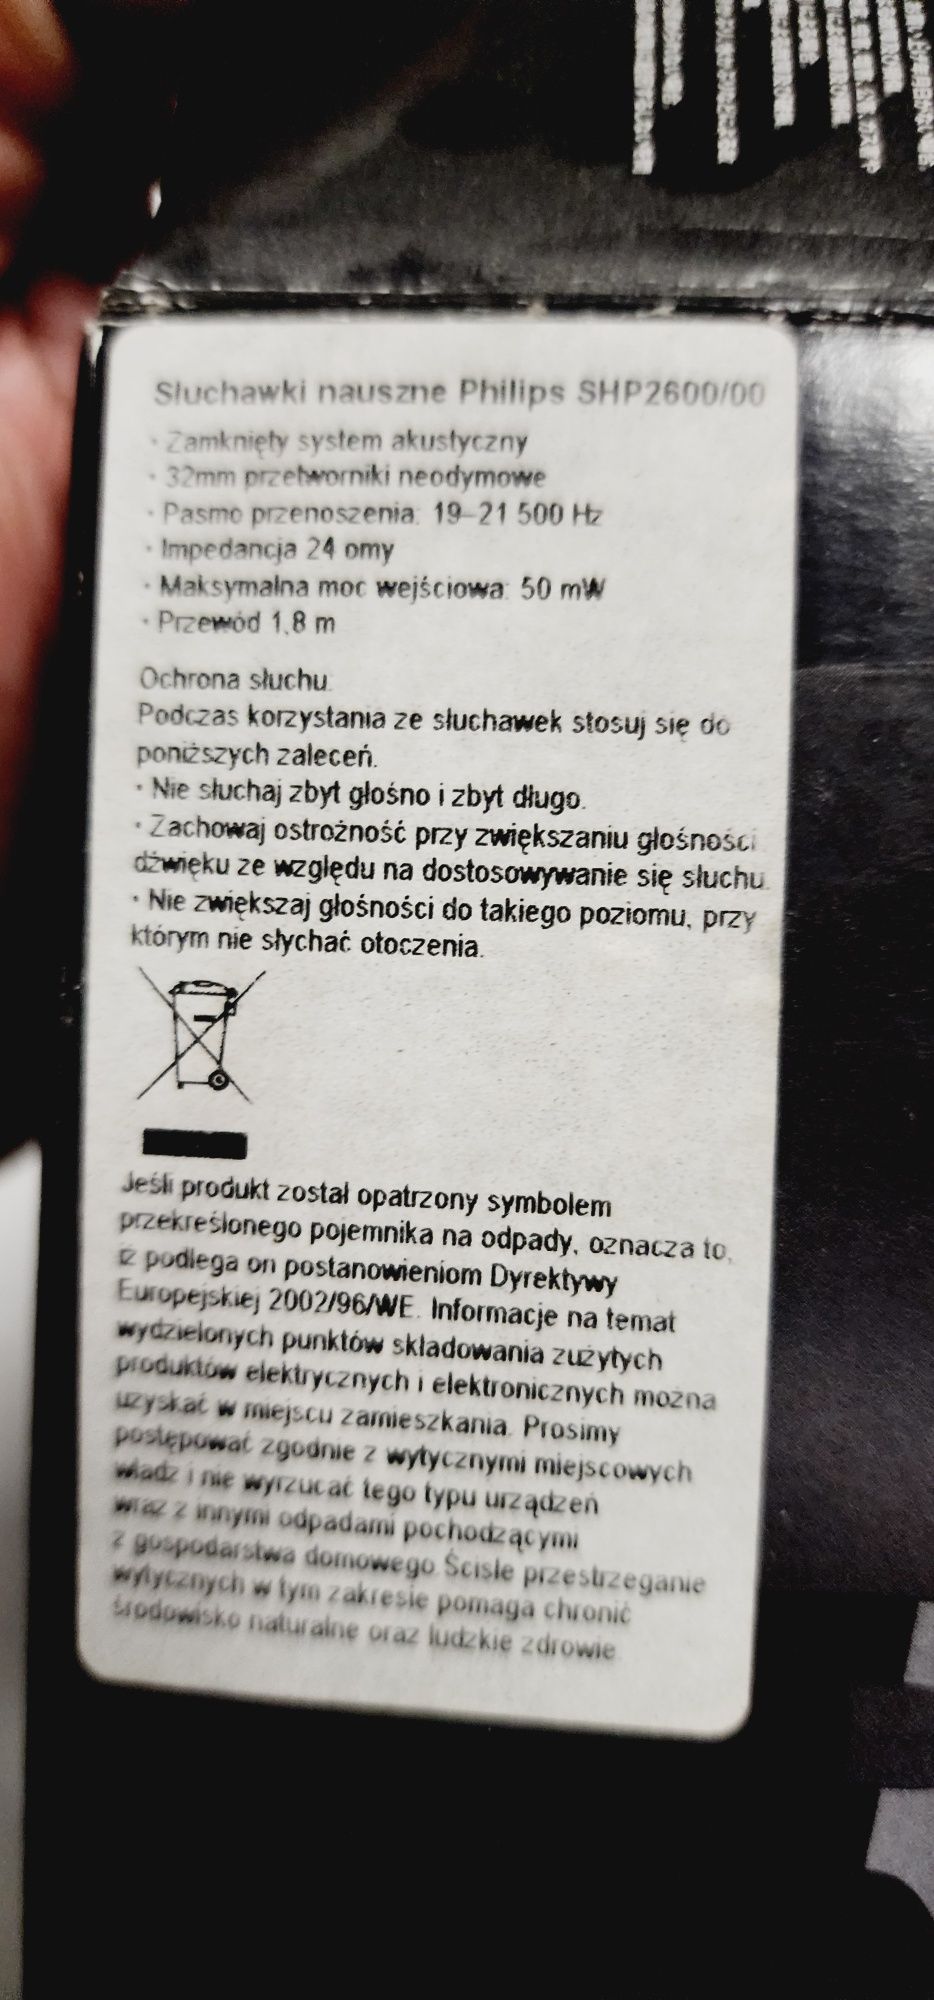 Słuchawki nauszne Philips SHP2600/00
· Zamknięty system akustyczny
· 32mm przetworniki neodymowe
· Pasmo przenoszenia: 19–21 500 Hz
· Impedancja 24 omy
· Maksymalna moc wejściowa: 50 mW
· Przewód 1,8 m
Ochrona słuchu.
Podczas korzystania ze słuchawek stosuj się do
poniższych zaleceń.
· Nie słuchaj zbyt głośno i zbyt długo.
· Zachowaj ostrożność przy zwiększaniu głośności
dźwięku ze względu na dostosowywanie się słuchu.
· Nie zwiększaj głośności do takiego poziomu, przy
którym nie słychać otoczenia.
Jeśli produkt został opatrzony symbolem
przekreślonego pojemnika na odpady, oznacza to,
iż podlega on postanowieniom Dyrektywy
Europejskiej 2002/96/WE. Informacje na temat
wydzielonych punktów składowania zużytych
produktów elektrycznych i elektronicznych można
uzyskać w miejscu zamieszkania. Prosimy
postępować zgodnie z wytycznymi miejscowych
władz i nie wyrzucać tego typu urządzeń
wraz z innymi odpadami pochodzącymi
z gospodarstwa domowego. Ścisłe przestrzeganie
wytycznych w tym zakresie pomaga chronić
środowisko naturalne oraz ludzkie zdrowie.